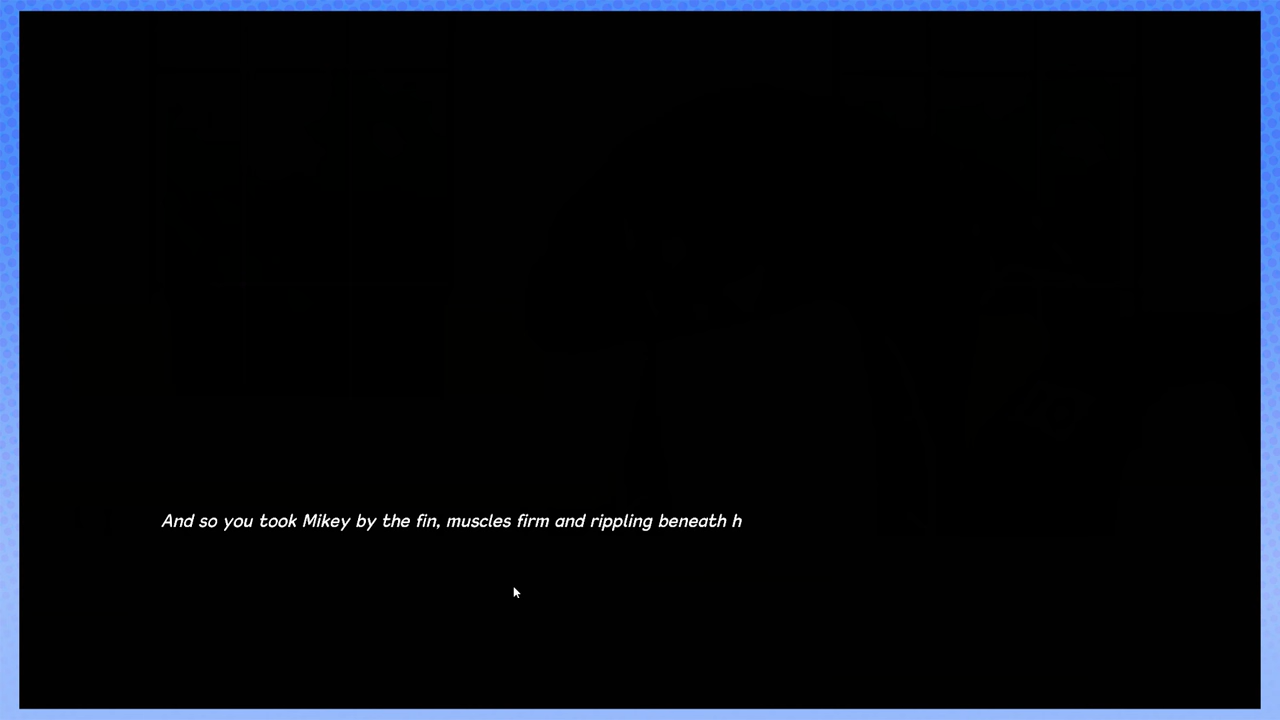 And so you took Mikey by the fin, muscles firm and rippling beneath h